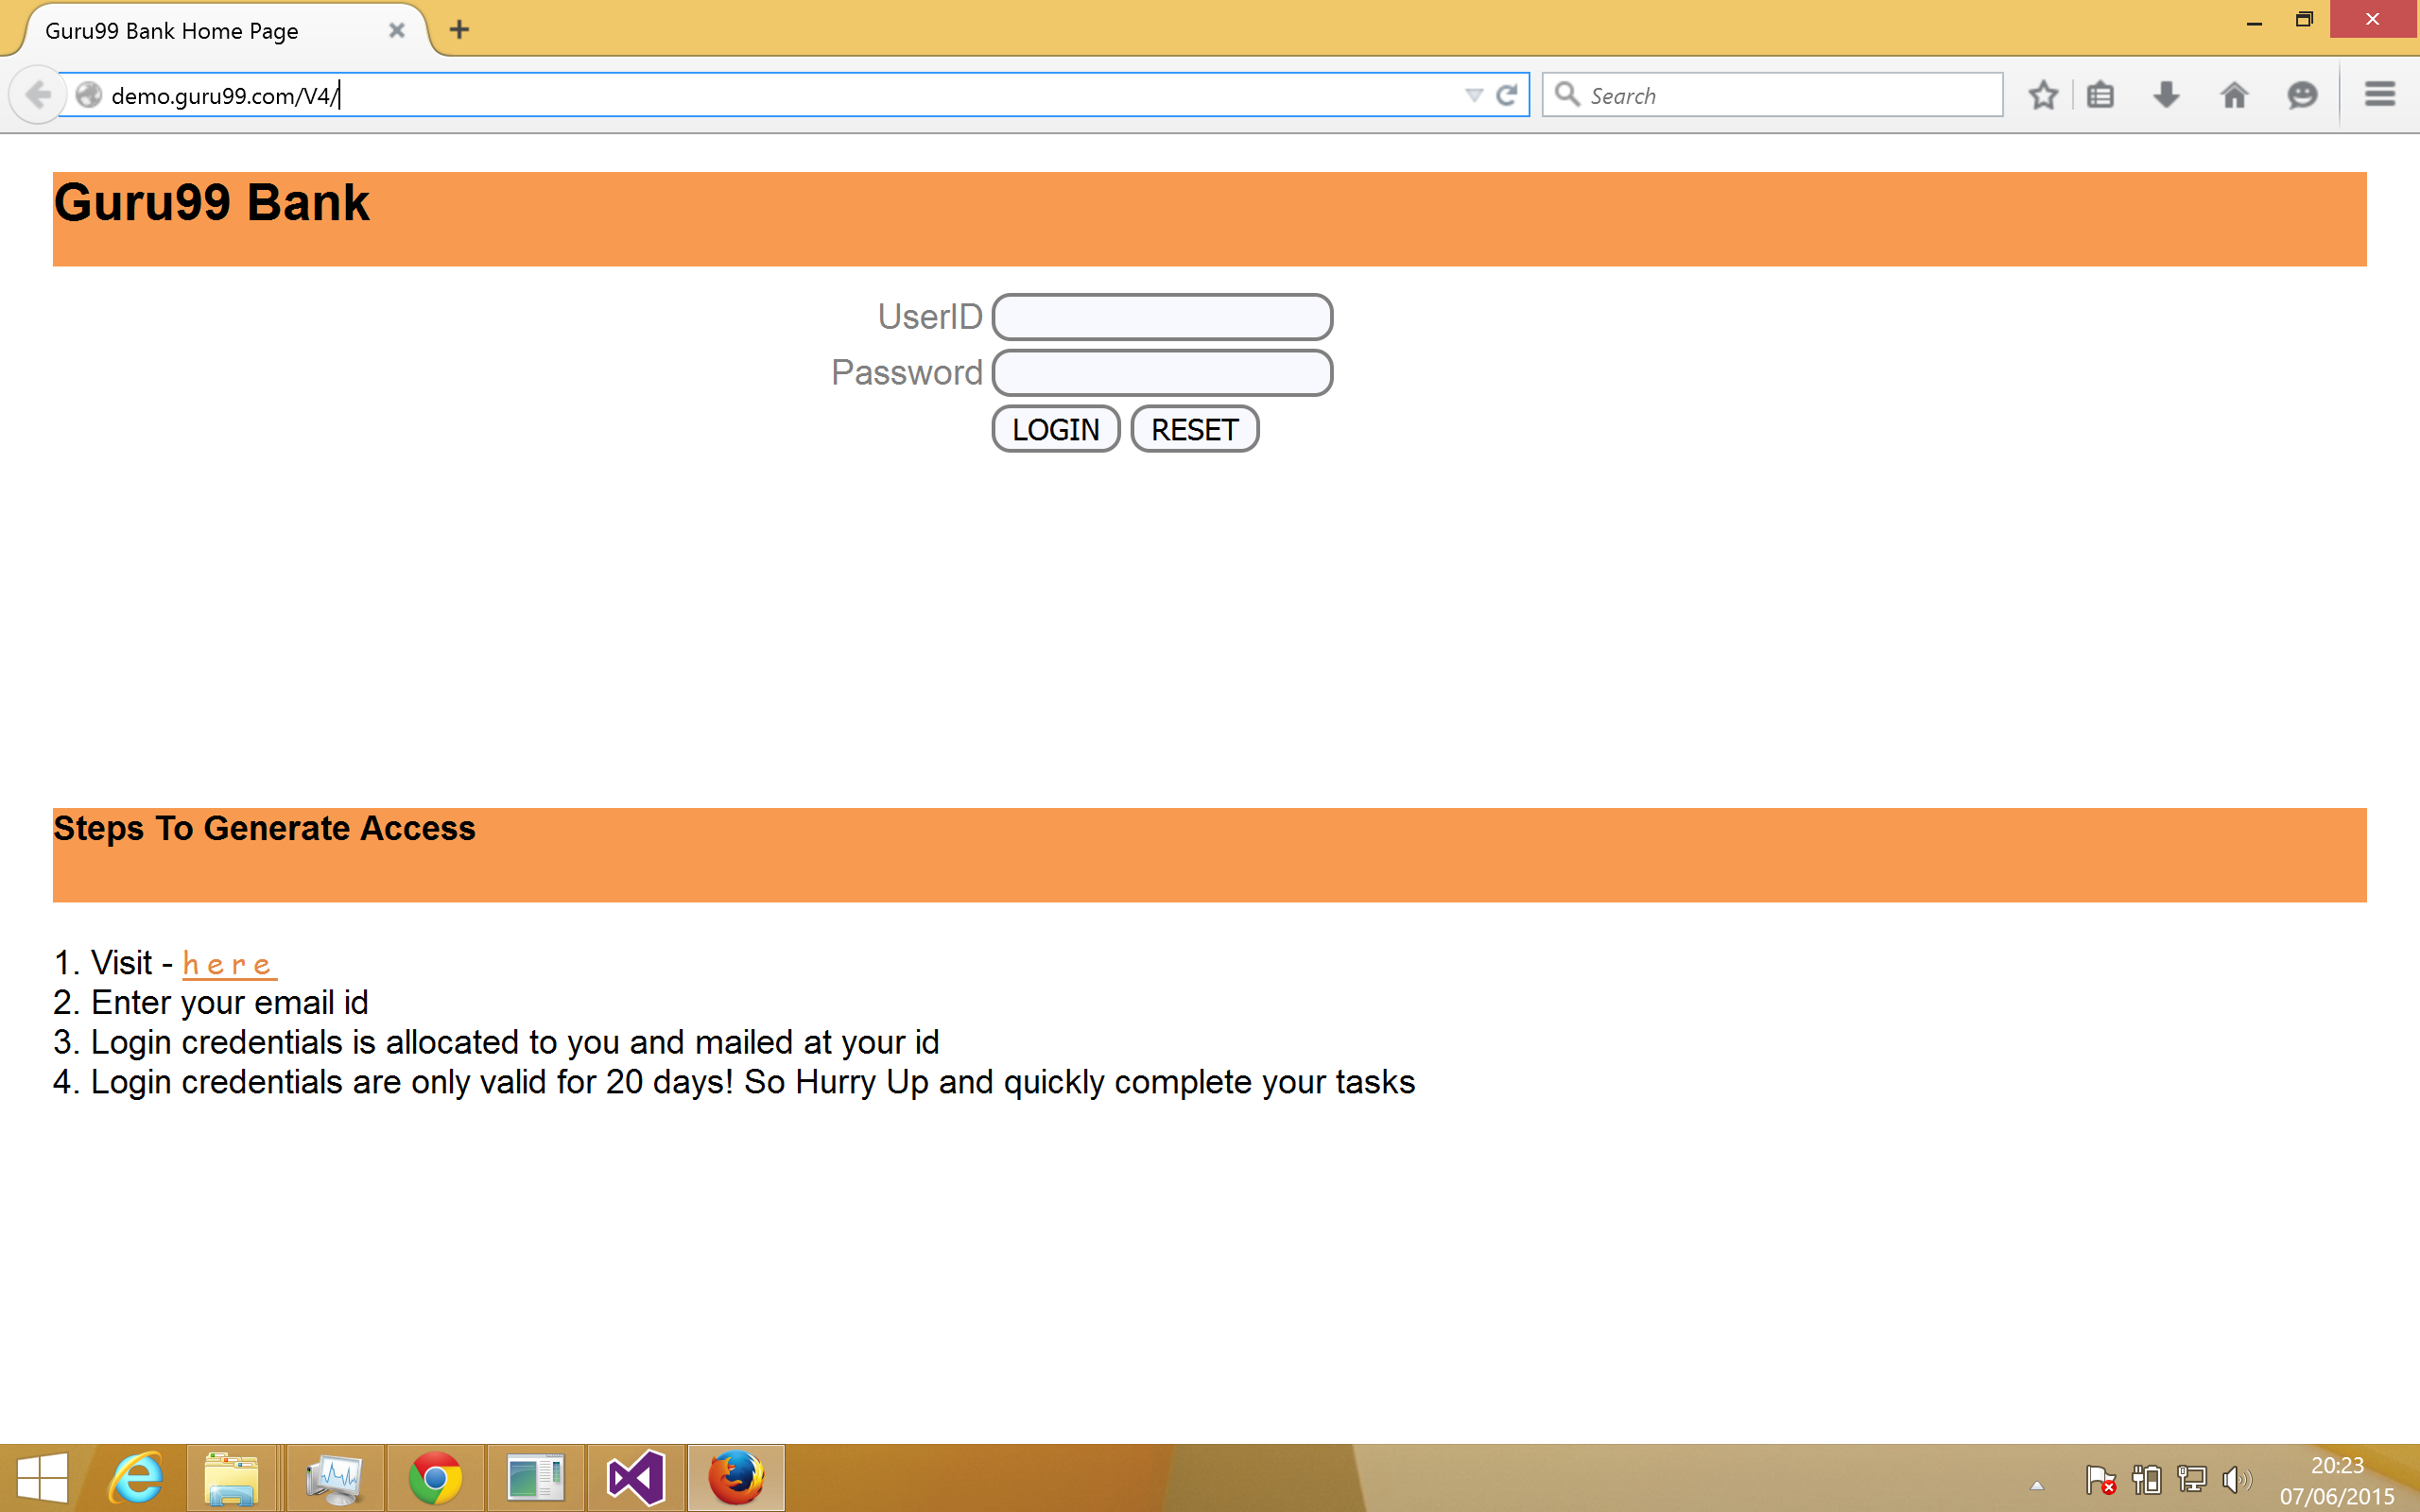 Guru99 Bank Home Page
demo.guru99.com/V4/
Search
Guru99 Bank
UserID
Password
LOGIN RESET
Steps To Generate Access
1. Visit - here
2. Enter your email id
3. Login credentials is allocated to you and mailed at your id
4. Login credentials are only valid for 20 days! So Hurry Up and quickly complete your tasks
20:23
07/06/2015